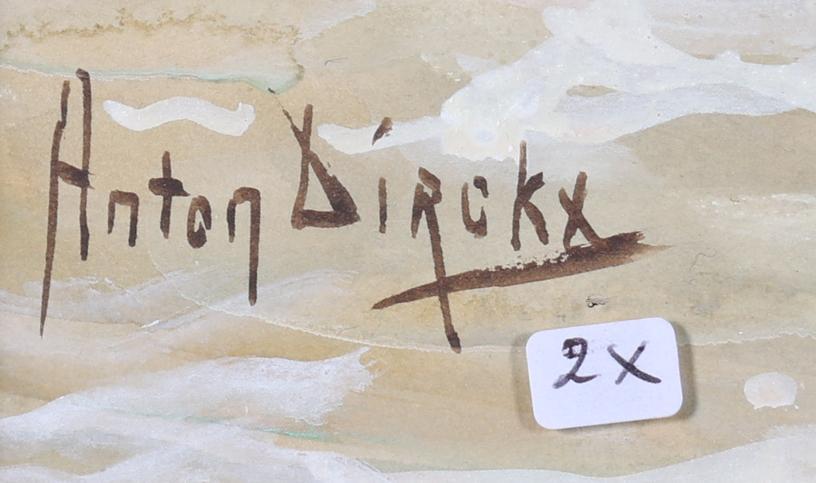 Anton Dirckx
2x